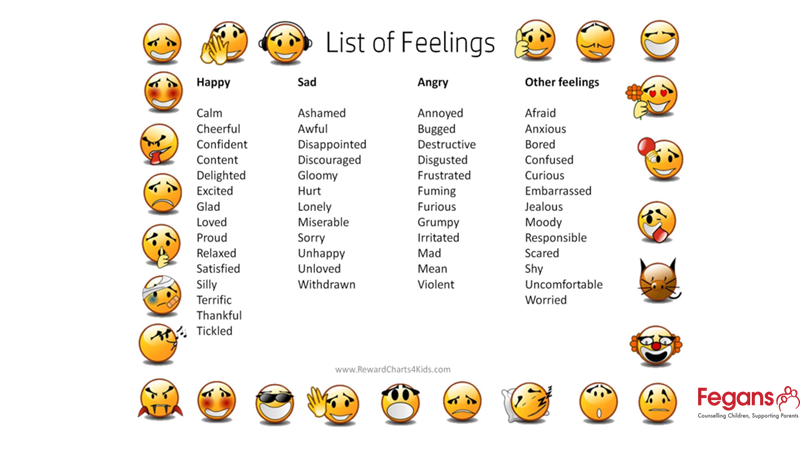 List of Feelings
Happy
Calm
Cheerful
Confident
Content
Delighted
Excited
Glad
Loved
Proud
Relaxed
Satisfied
Silly
Terrific
Thankful
Tickled
Sad
Ashamed
Awful
Disappointed
Discouraged
Gloomy
Hurt
Lonely
Miserable
Sorry
Unhappy
Unloved
Withdrawn
Angry
Annoyed
Bugged
Destructive
Disgusted
Frustrated
Fuming
Furious
Grumpy
Irritated
Mad
Mean
Violent
Other feelings
Afraid
Anxious
Bored
Confused
Curious
Embarrassed
Jealous
Moody
Responsible
Scared
Shy
Uncomfortable
Worried
www.RewardCharts4Kids.com
Fegans
Counselling Children, Supporting Parents